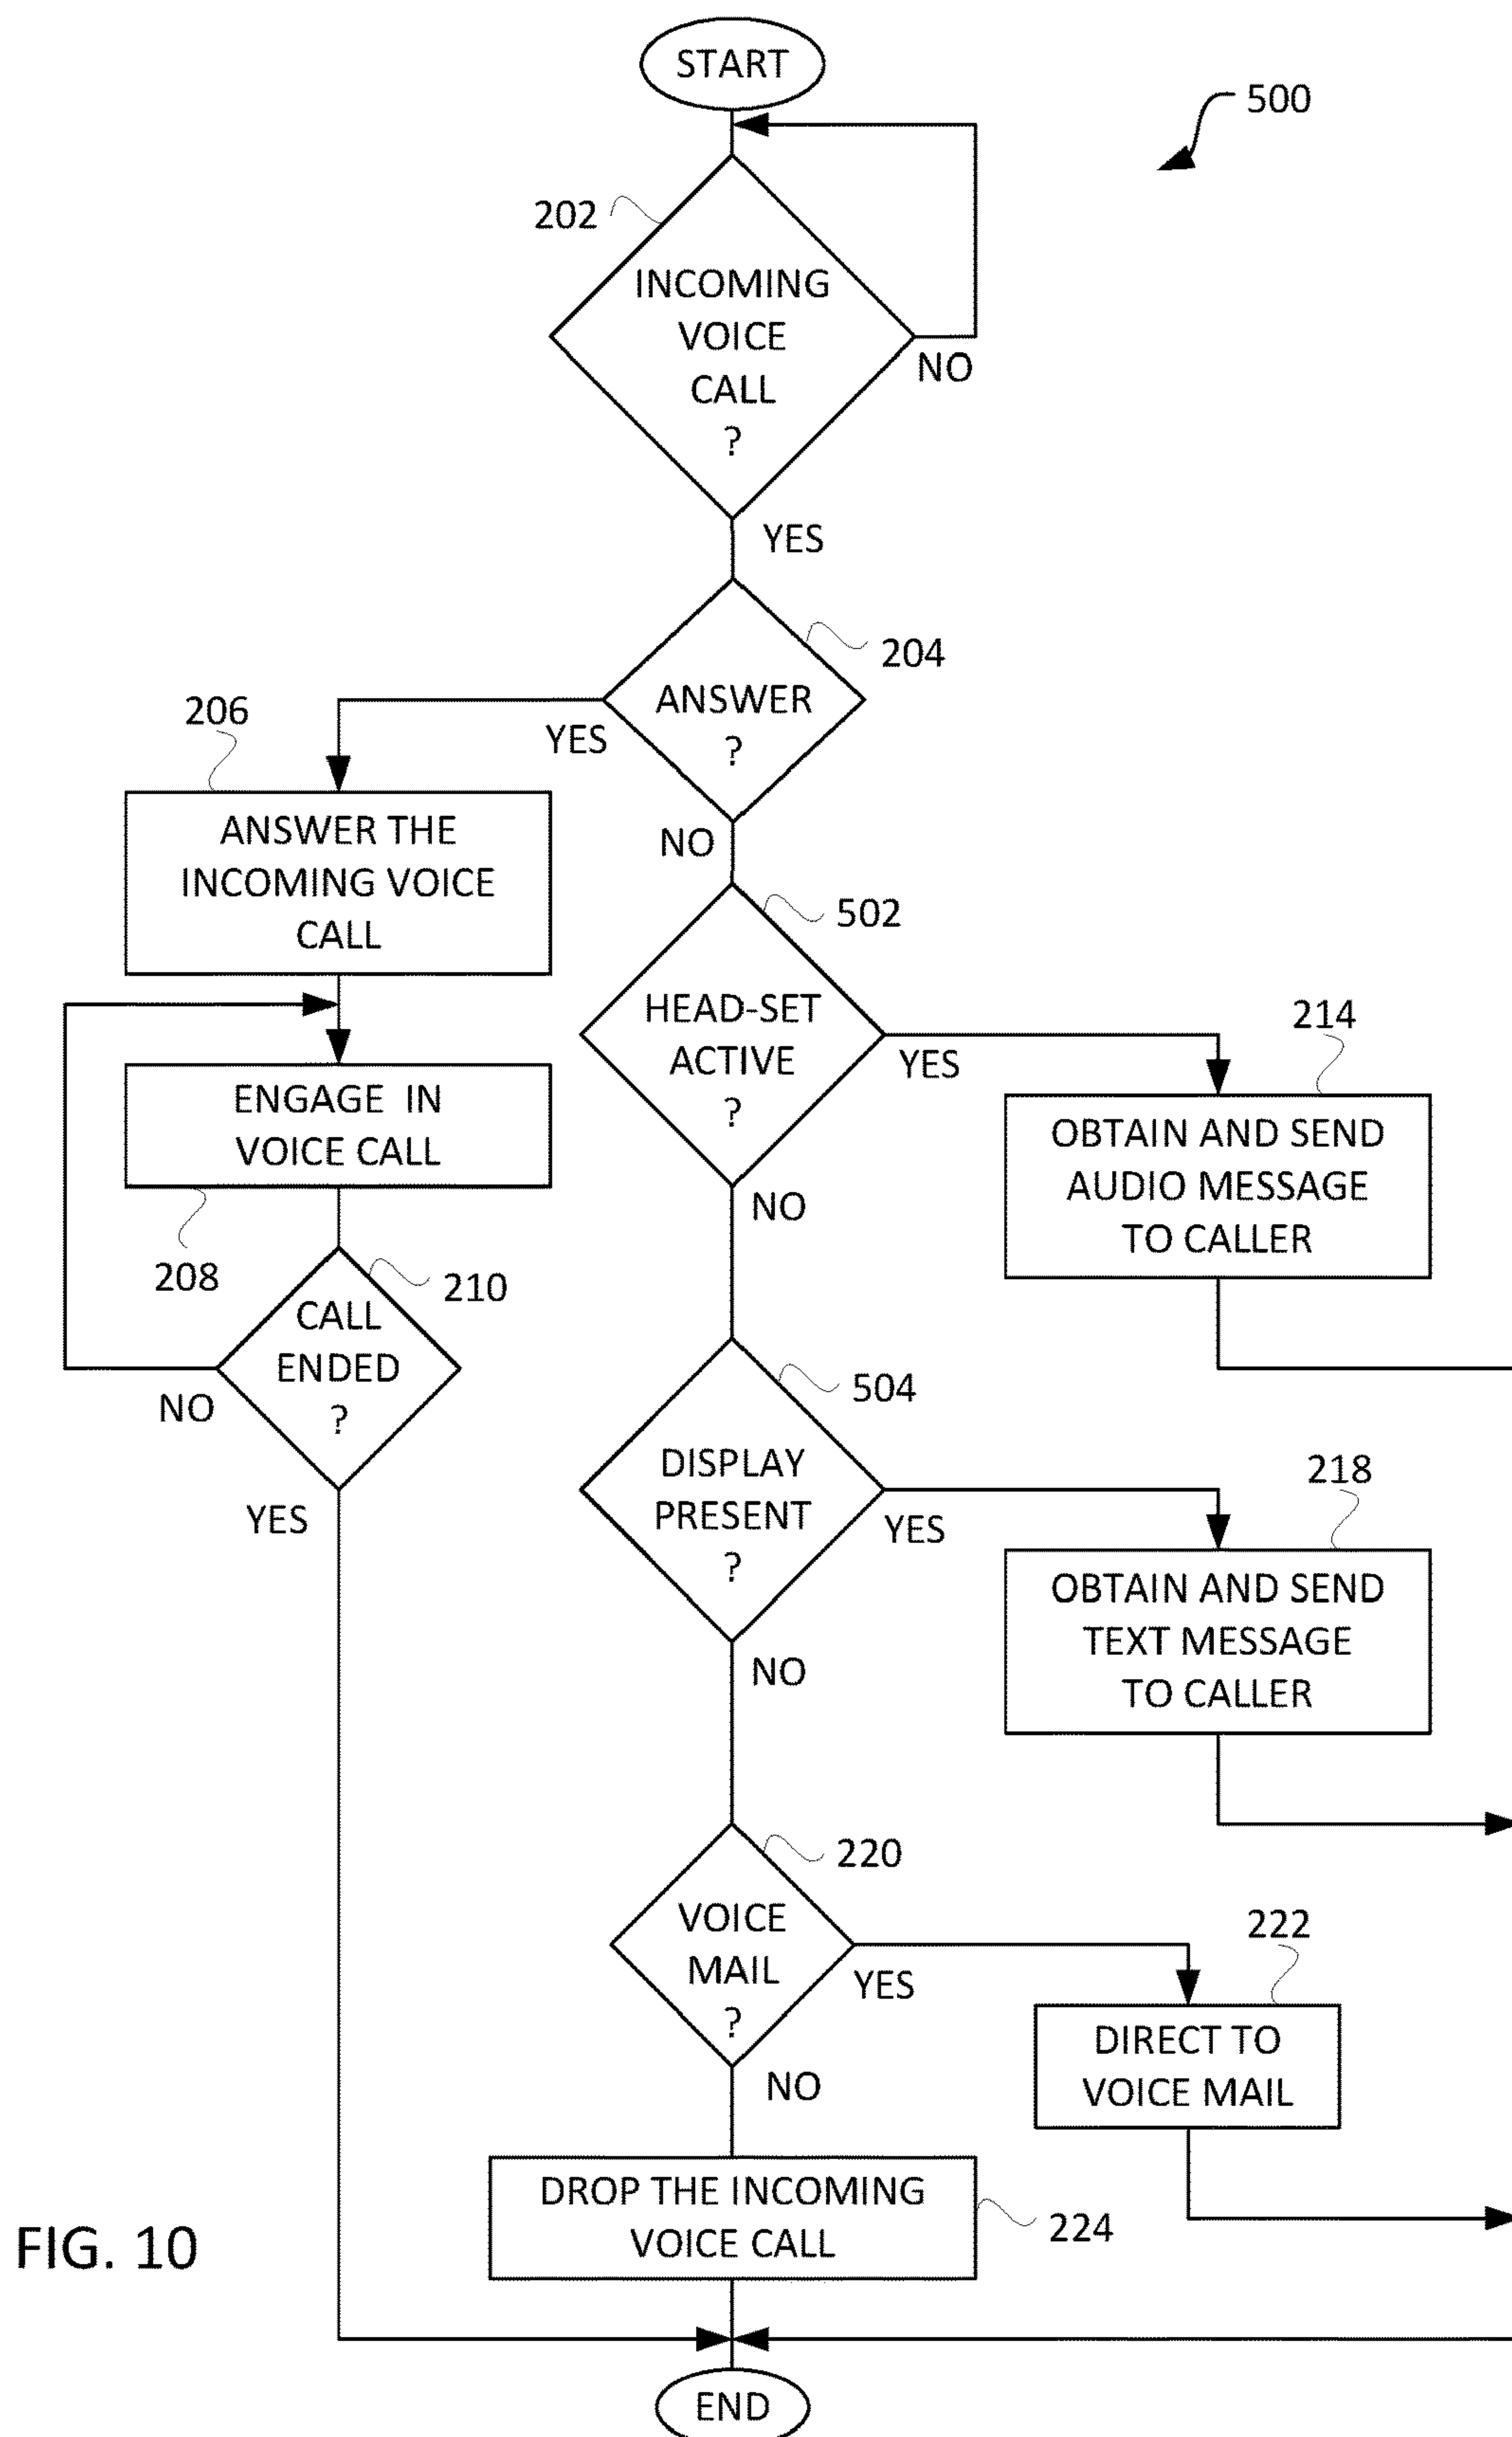 START
500
202
INCOMING
VOICE
CALL
?
NO
YES
204
ANSWER
?
YES
NO
206
ANSWER THE
INCOMING VOICE
CALL
502
HEAD-SET
ACTIVE
?
YES
NO
214
OBTAIN AND SEND
AUDIO MESSAGE
TO CALLER
ENGAGE IN
VOICE CALL
208
210
CALL
ENDED
?
NO
YES
504
DISPLAY
PRESENT
?
YES
NO
218
OBTAIN AND SEND
TEXT MESSAGE
TO CALLER
220
VOICE
MAIL
?
YES
NO
222
DIRECT TO
VOICE MAIL
DROP THE INCOMING
VOICE CALL
224
FIG. 10
END